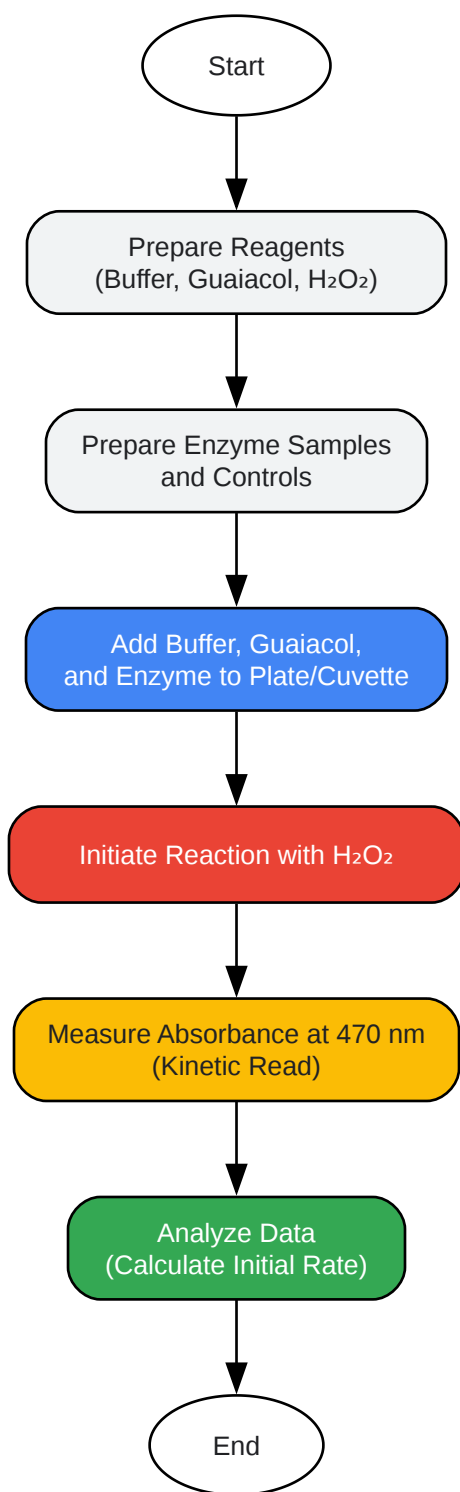 Start
Prepare Reagents
(Buffer, Guaiacol, H₂O₂)
Prepare Enzyme Samples
and Controls
Add Buffer, Guaiacol,
and Enzyme to Plate/Cuvette
Initiate Reaction with H₂O₂
Measure Absorbance at 470 nm
(Kinetic Read)
Analyze Data
(Calculate Initial Rate)
End